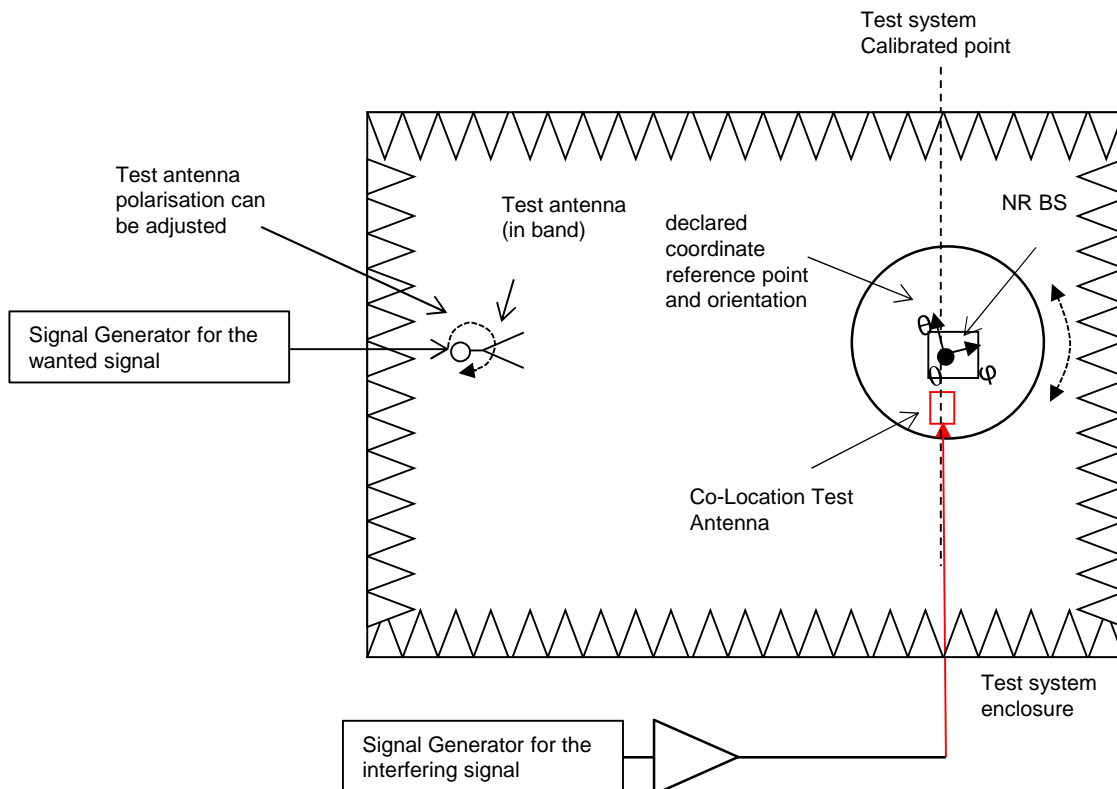 Test system
Calibrated point
Test antenna
polarisation can
be adjusted
Test antenna
(in band)
declared
coordinate
reference point
and orientation
NR BS
Signal Generator for the
wanted signal
θ
0
φ
Co-Location Test
Antenna
Test system
enclosure
Signal Generator for the
interfering signal